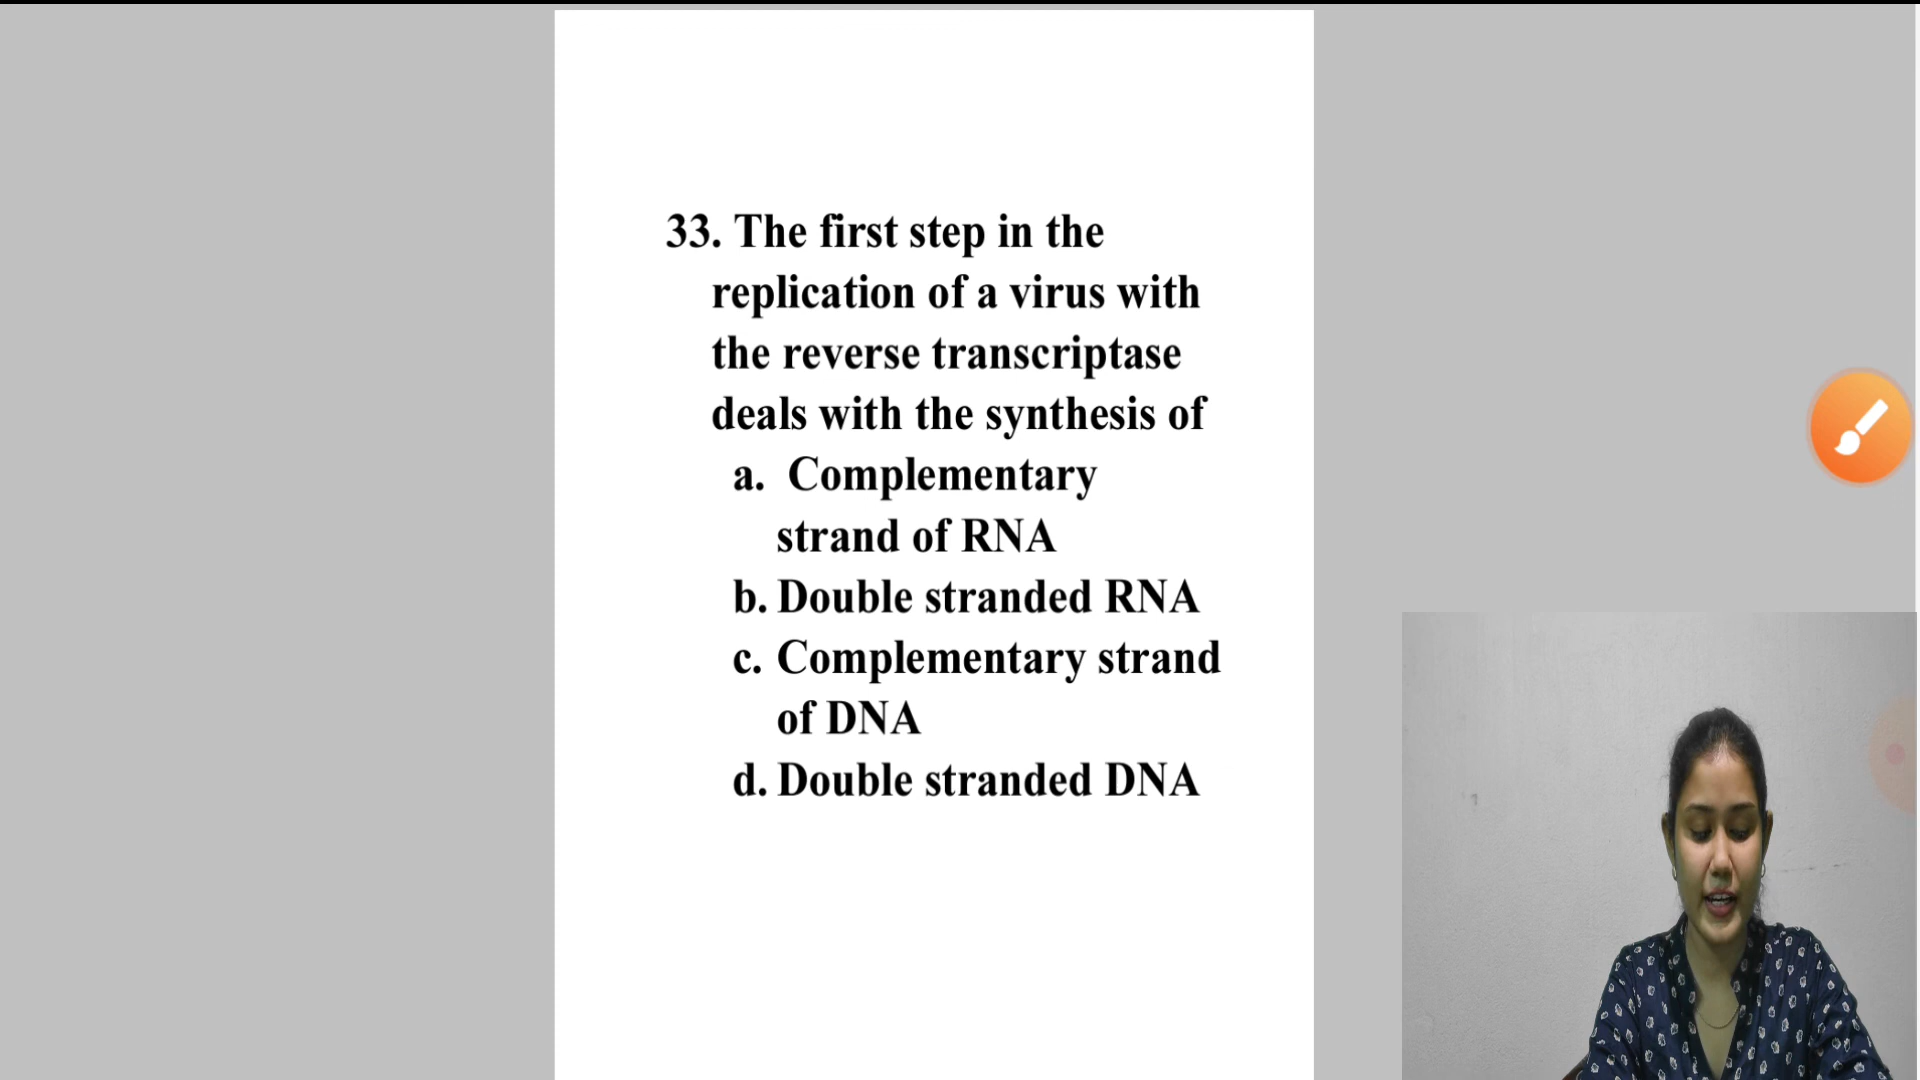 33. The first step in the
replication of a virus with
the reverse transcriptase
deals with the synthesis of
a. Complementary
strand of RNA
b. Double stranded RNA
c. Complementary strand
of DNA
d. Double stranded DNA